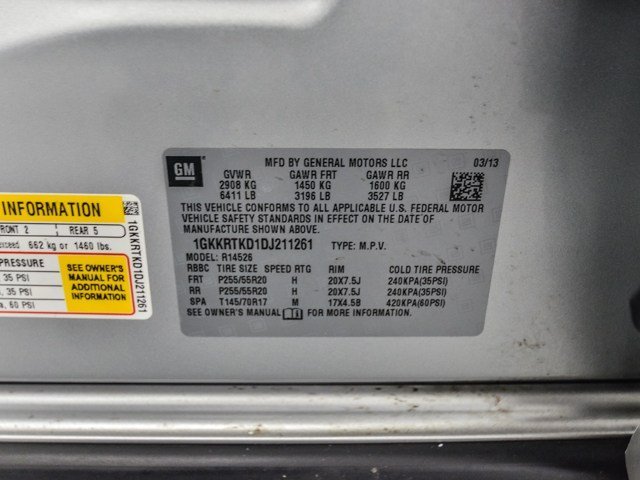 GM
MFD BY GENERAL MOTORS LLC 03/13
GVWR GAWR FRT GAWR RR
2908 KG 1450 KG 1600 KG
6411 LB 3196 LB 3527 LB
THIS VEHICLE CONFORMS TO ALL APPLICABLE U.S. FEDERAL MOTOR
VEHICLE SAFETY STANDARDS IN EFFECT ON THE DATE OF
MANUFACTURE SHOWN ABOVE.
1GKKRTKD1DJ211261 TYPE: M.P.V.
MODEL: R14526
RBBC TIRE SIZE SPEED RTG RIM COLD TIRE PRESSURE
FRT P255/55R20 H 20X7.5J 240KPA(35PSI)
RR P255/55R20 H 20X7.5J 240KPA(35PSI)
SPA T145/70R17 M 17X4.5B 420KPA(60PSI)
SEE OWNER'S MANUAL FOR MORE INFORMATION.
INFORMATION
FRONT 2 REAR 5
exceed 662 kg or 1460 lbs.
PRESSURE
35 PSI
35 PSI
60 PSI
SEE OWNER'S
MANUAL FOR
ADDITIONAL
INFORMATION
1GKKRTKD1DJ211261